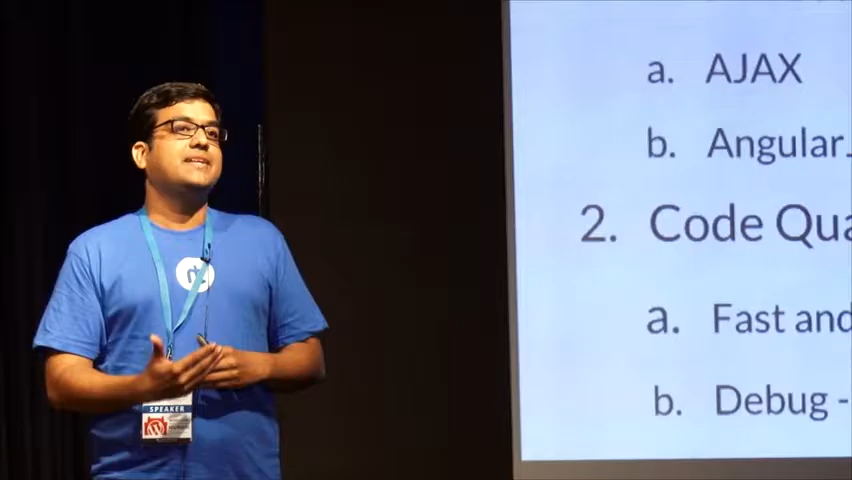 a. AJAX
b. Angular
2. Code Qua
a. Fast and
b. Debug -
SPEAKER